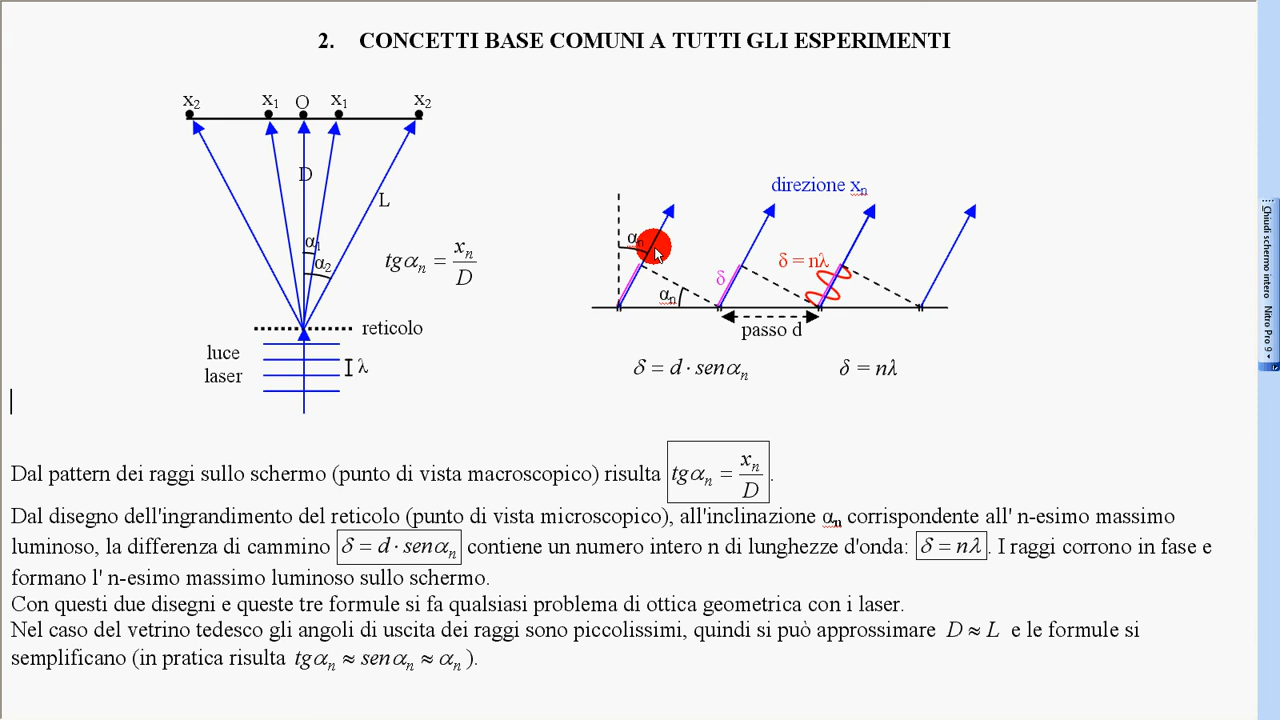 2. CONCETTI BASE COMUNI A TUTTI GLI ESPERIMENTI
x₂ x₁ O x₁ x₂
D
L
α₁
α₂
tgαₙ = xₙ/D
reticolo
luce
laser
λ
direzione xₙ
αₙ
δ = nλ
δ
αₙ
passo d
δ = d · senαₙ
δ = nλ
Dal pattern dei raggi sullo schermo (punto di vista macroscopico) risulta tgαₙ = xₙ/D.
Dal disegno dell'ingrandimento del reticolo (punto di vista microscopico), all'inclinazione αₙ corrispondente all' n-esimo massimo
luminoso, la differenza di cammino δ = d · senαₙ contiene un numero intero n di lunghezze d'onda: δ = nλ. I raggi corrono in fase e
formano l' n-esimo massimo luminoso sullo schermo.
Con questi due disegni e queste tre formule si fa qualsiasi problema di ottica geometrica con i laser.
Nel caso del vetrino tedesco gli angoli di uscita dei raggi sono piccolissimi, quindi si può approssimare D ≈ L e le formule si
semplificano (in pratica risulta tgαₙ ≈ senαₙ ≈ αₙ).
Chiudi schermo intero Nitro Pro 9